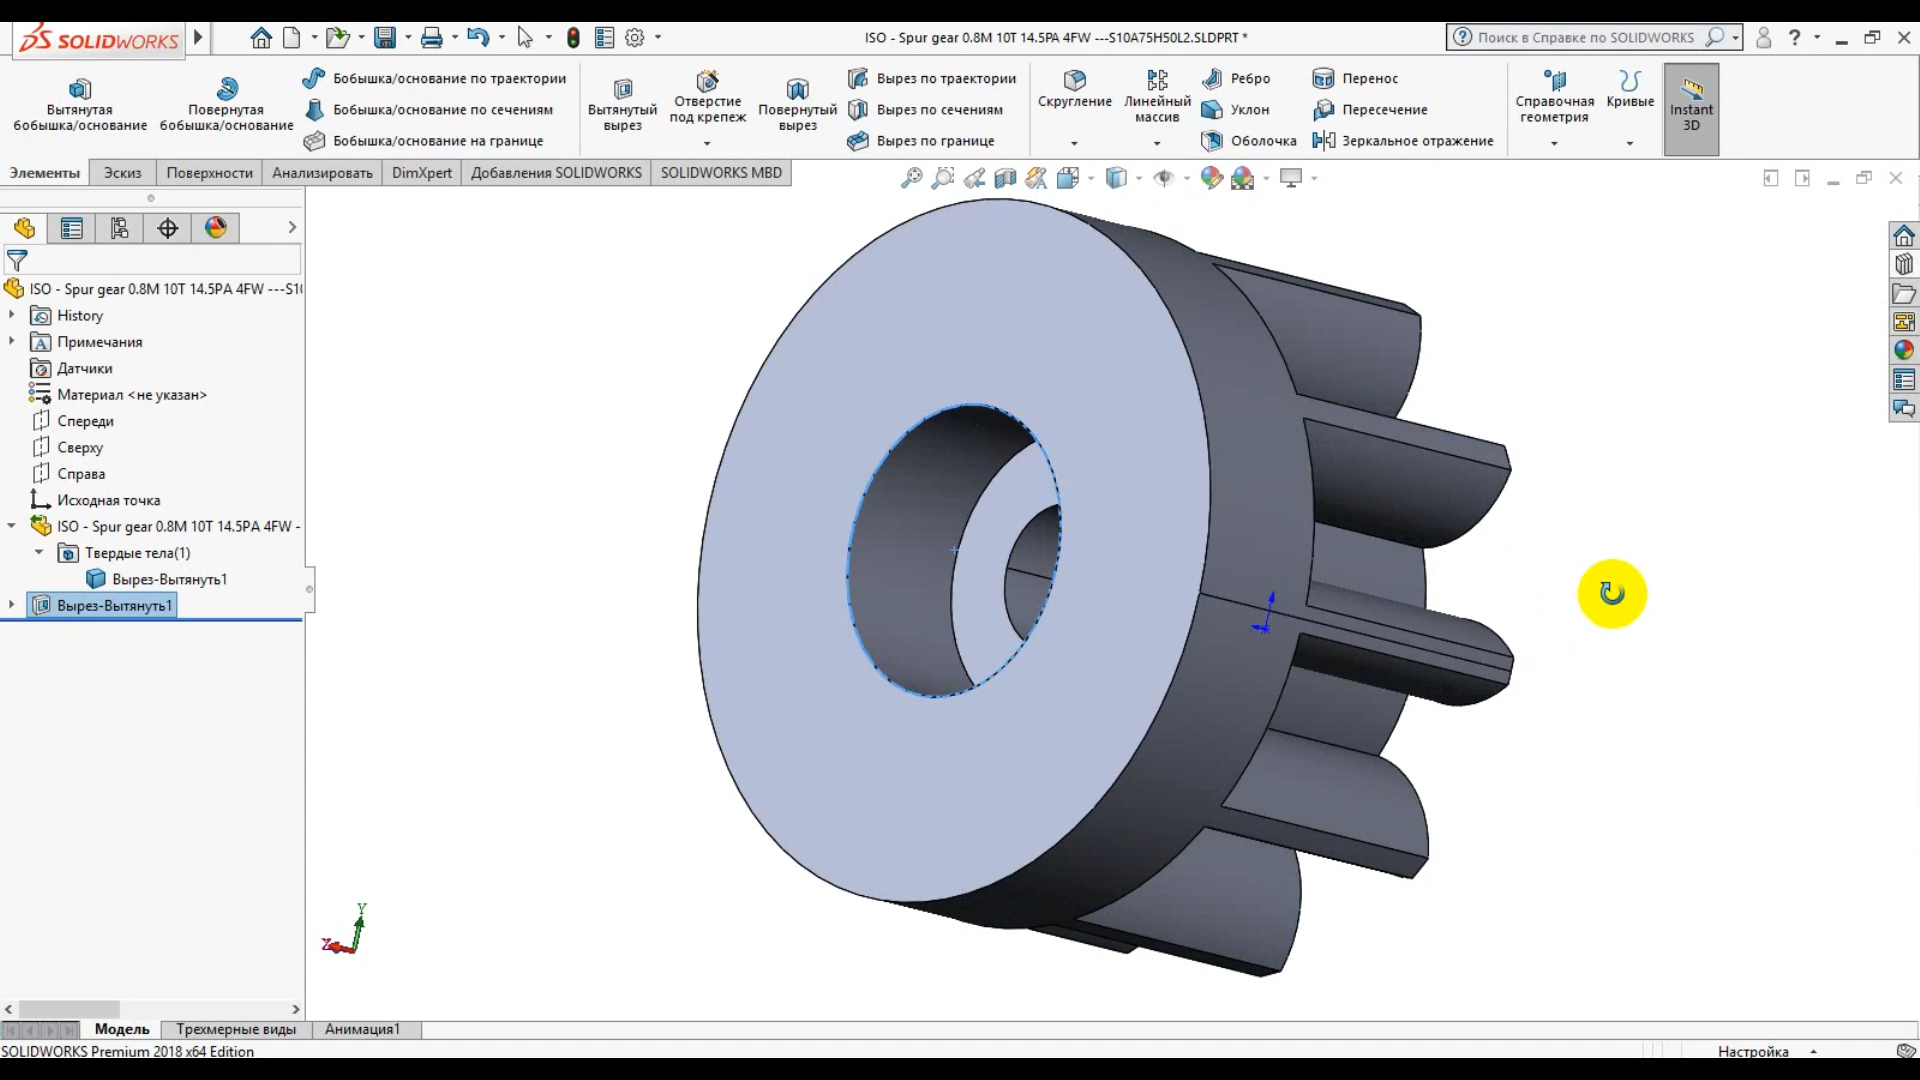 SOLIDWORKS
ISO - Spur gear 0.8M 10T 14.5PA 4FW ---S10A75H50L2.SLDPRT *
Поиск в Справке по SOLIDWORKS
Вытянутая бобышка/основание
Повернутая бобышка/основание
Бобышка/основание по траектории
Бобышка/основание по сечениям
Бобышка/основание на границе
Вытянутый вырез
Отверстие под крепеж
Повернутый вырез
Вырез по траектории
Вырез по сечениям
Вырез по границе
Скругление
Линейный массив
Ребро
Уклон
Оболочка
Перенос
Пересечение
Зеркальное отражение
Справочная геометрия
Кривые
Instant 3D
Элементы
Эскиз
Поверхности
Анализировать
DimXpert
Добавления SOLIDWORKS
SOLIDWORKS MBD
ISO - Spur gear 0.8M 10T 14.5PA 4FW ---S1(
History
Примечания
Датчики
Материал <не указан>
Спереди
Сверху
Справа
Исходная точка
ISO - Spur gear 0.8M 10T 14.5PA 4FW -
Твердые тела(1)
Вырез-Вытянуть1
Вырез-Вытянуть1
Y
Z
Модель
Трехмерные виды
Анимация1
SOLIDWORKS Premium 2018 x64 Edition
Настройка